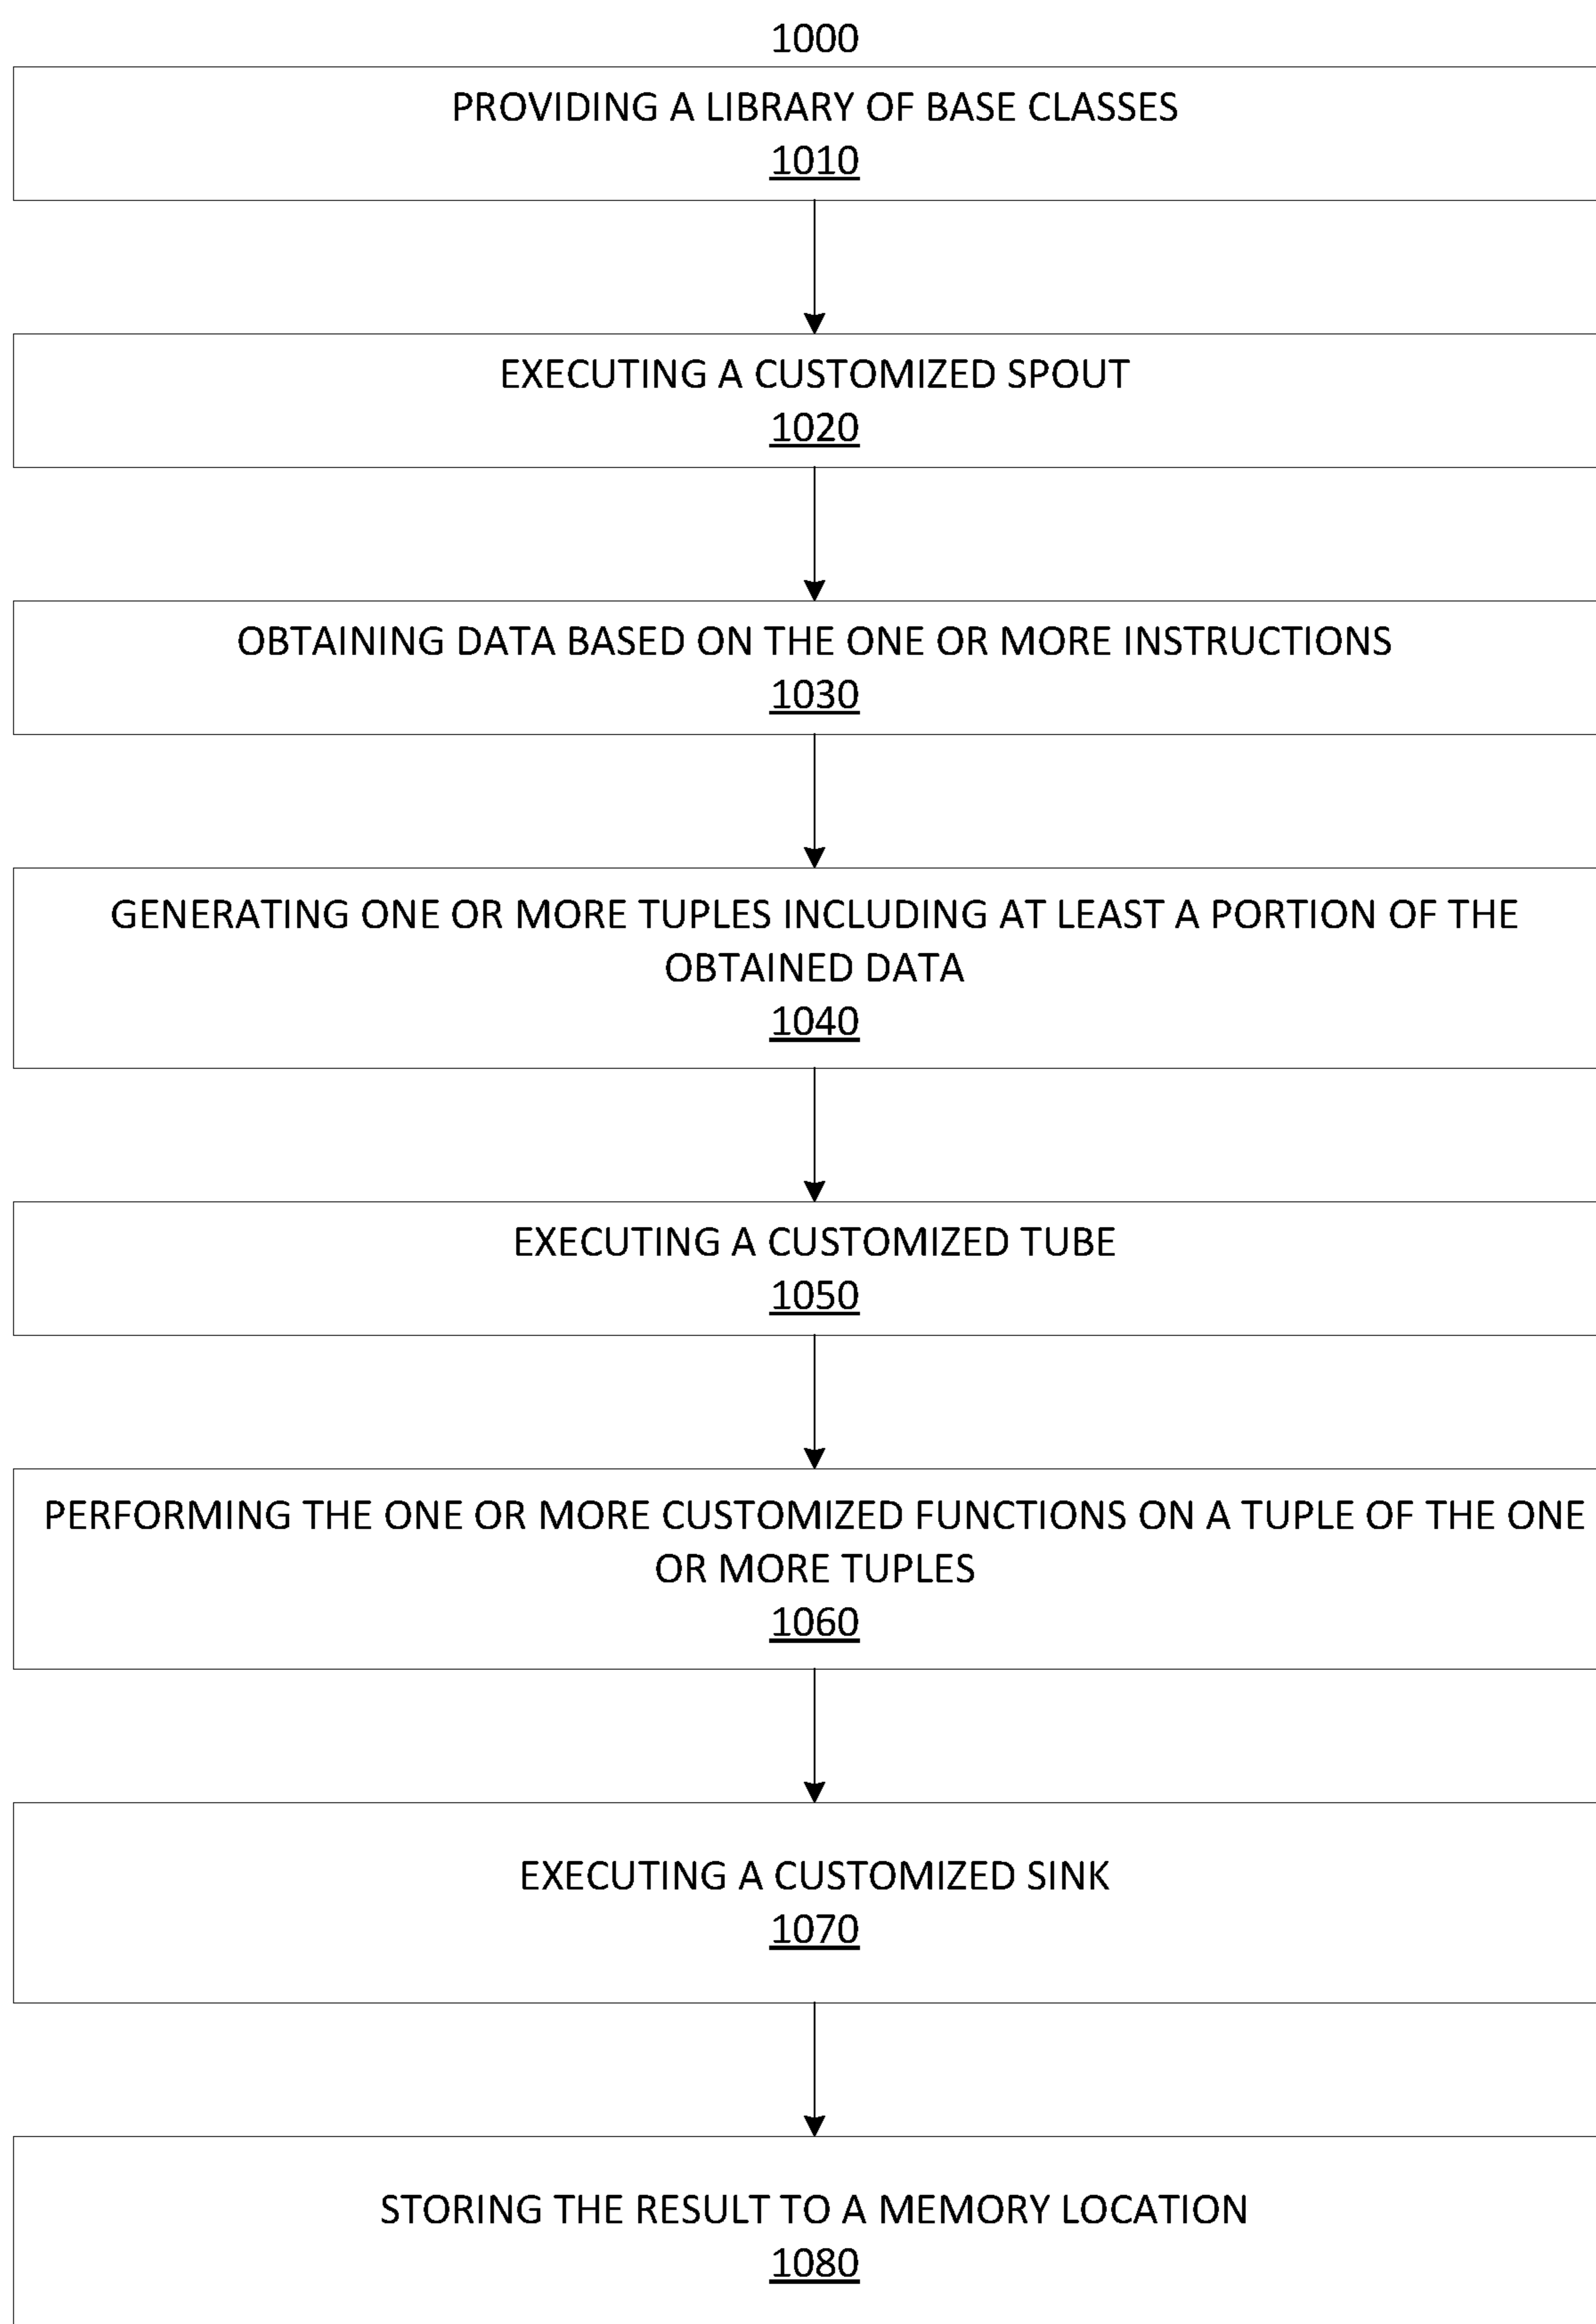 1000
PROVIDING A LIBRARY OF BASE CLASSES
1010
EXECUTING A CUSTOMIZED SPOUT
1020
OBTAINING DATA BASED ON THE ONE OR MORE INSTRUCTIONS
1030
GENERATING ONE OR MORE TUPLES INCLUDING AT LEAST A PORTION OF THE
OBTAINED DATA
1040
EXECUTING A CUSTOMIZED TUBE
1050
PERFORMING THE ONE OR MORE CUSTOMIZED FUNCTIONS ON A TUPLE OF THE ONE
OR MORE TUPLES
1060
EXECUTING A CUSTOMIZED SINK
1070
STORING THE RESULT TO A MEMORY LOCATION
1080